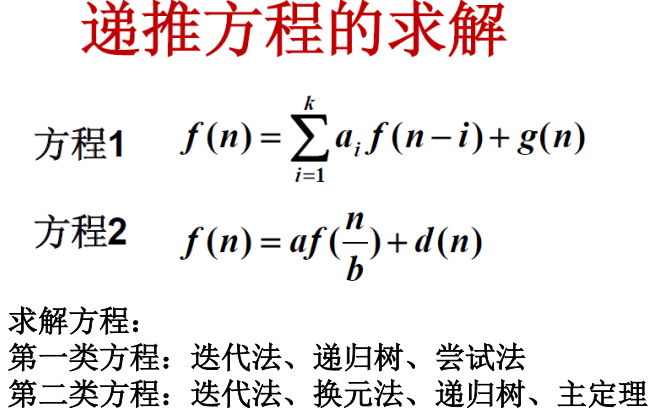 递推方程的求解
方程1 f(n) = \sum_{i=1}^{k} a_i f(n-i) + g(n)
方程2 f(n) = af(\frac{n}{b}) + d(n)
求解方程：
第一类方程：迭代法、递归树、尝试法
第二类方程：迭代法、换元法、递归树、主定理